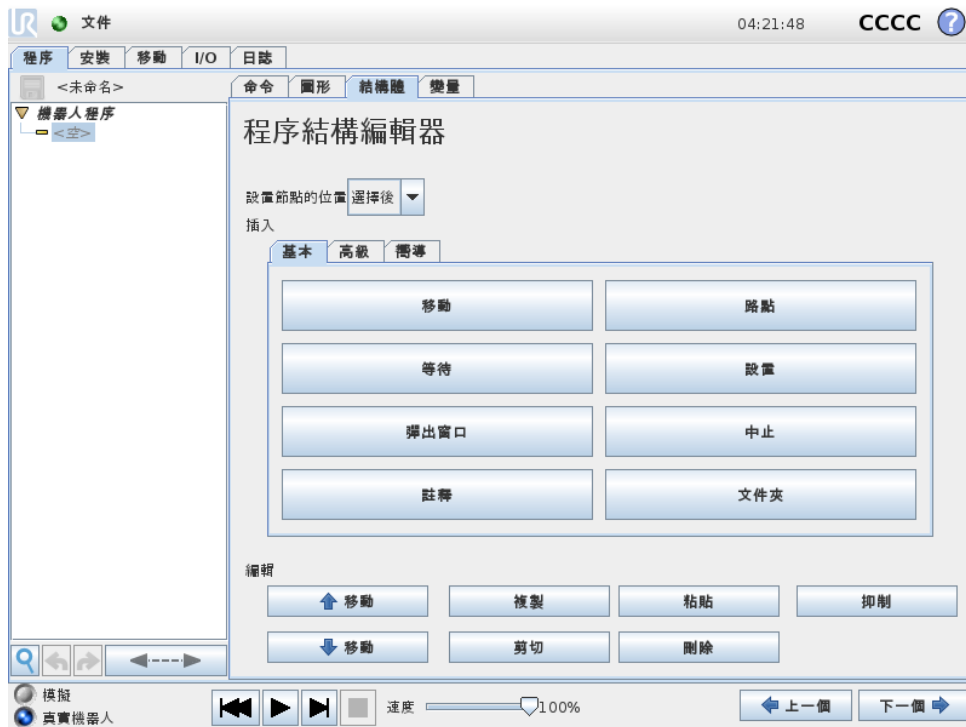 UR 文件 04:21:48 CCCC ?
程序 安裝 移動 I/O 日誌
<未命名> 命令 圖形 結構體 變量
機器人程序
<空>
程序結構編輯器
設置節點的位置 選擇後
插入
基本 高級 嚮導
移動 路點
等待 設置
彈出窗口 中止
註釋 文件夾
編輯
移動 複製 粘貼 抑制
移動 剪切 刪除
模擬
真實機器人
速度 100% 上一個 下一個